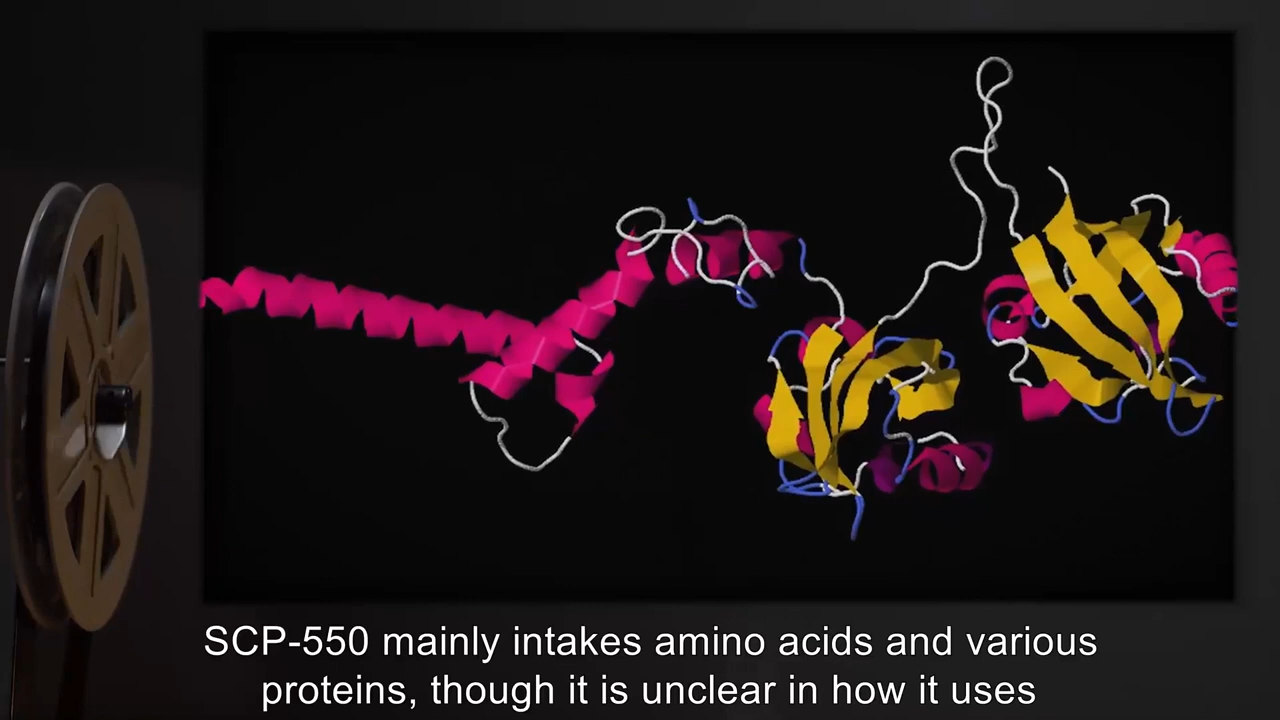 SCP-550 mainly intakes amino acids and various
proteins, though it is unclear in how it uses